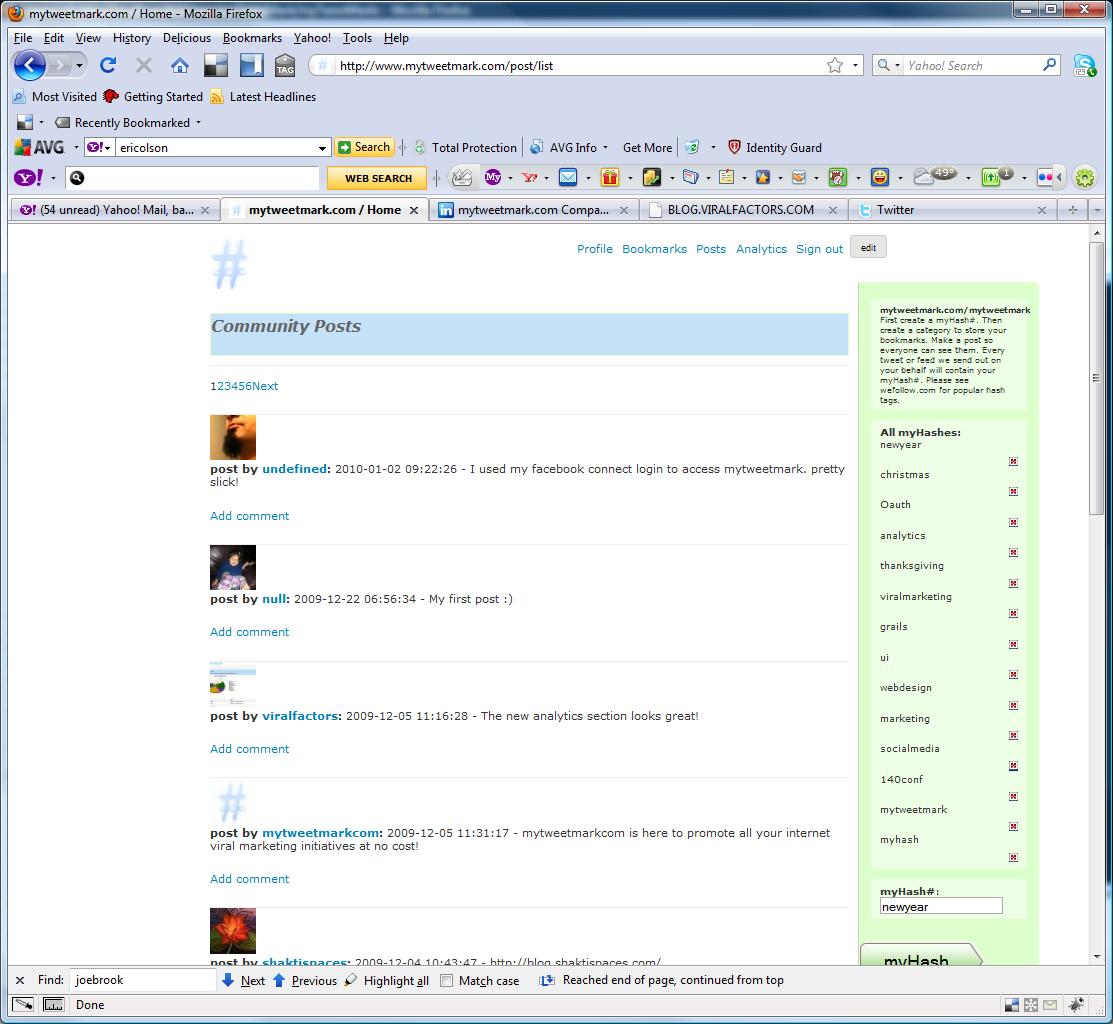 mytweetmark.com / Home - Mozilla Firefox
File Edit View History Delicious Bookmarks Yahoo! Tools Help
TAG http://www.mytweetmark.com/post/list Yahoo! Search
Most Visited Getting Started Latest Headlines
Recently Bookmarked
AVG Y! ericolson Search Total Protection AVG Info Get More Identity Guard
Y! WEB SEARCH My 49° 1
Y! (54 unread) Yahoo! Mail, ba... mytweetmark.com / Home mytweetmark.com Compa... BLOG.VIRALFACTORS.COM Twitter
# Profile Bookmarks Posts Analytics Sign out edit
Community Posts
123456Next
post by undefined: 2010-01-02 09:22:26 - I used my facebook connect login to access mytweetmark. pretty
slick!
Add comment
post by null: 2009-12-22 06:56:34 - My first post :)
Add comment
post by viralfactors: 2009-12-05 11:16:28 - The new analytics section looks great!
Add comment
#
post by mytweetmarkcom: 2009-12-05 11:31:17 - mytweetmarkcom is here to promote all your internet
viral marketing initiatives at no cost!
Add comment
post by shaktispaces: 2009-12-04 10:43:47 - http://blog.shaktispaces.com/
mytweetmark.com/mytweetmark
First create a myHash#. Then
create a category to store your
bookmarks. Make a post so
everyone can see them. Every
tweet or feed we send out on
your behalf will contain your
myHash#. Please see
wefollow.com for popular hash
tags.
All myHashes:
newyear
christmas
Oauth
analytics
thanksgiving
viralmarketing
grails
ui
webdesign
marketing
socialmedia
140conf
mytweetmark
myhash
myHash#:
newyear
myHash
Find: joebrook Next Previous Highlight all Match case Reached end of page, continued from top
Done